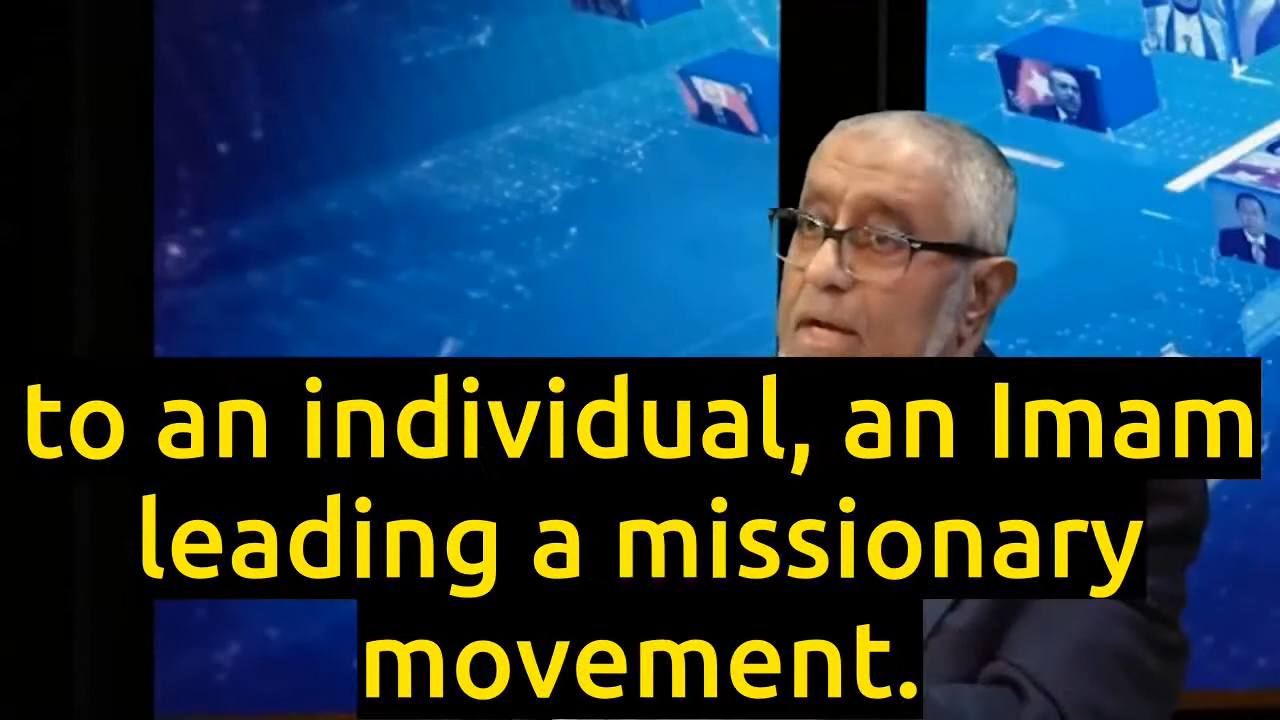 to an individual, an Imam
leading a missionary
movement.